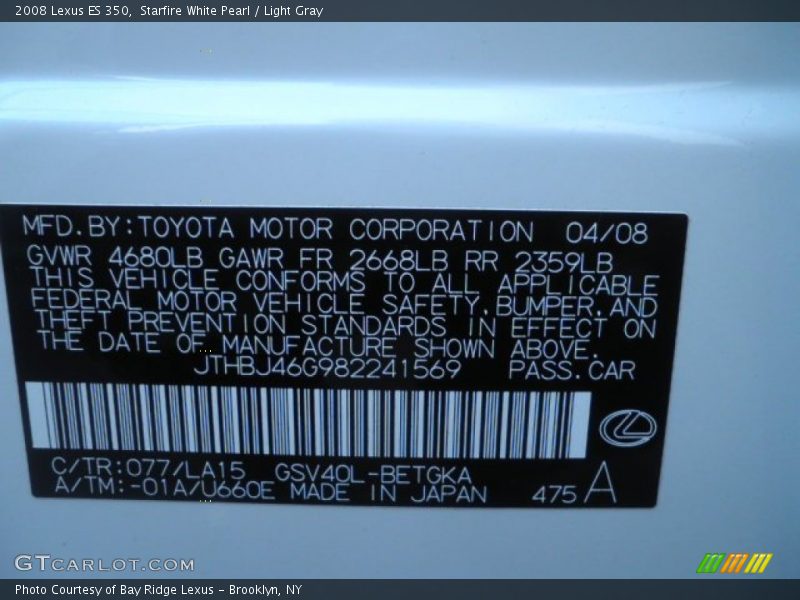 2008 Lexus ES 350,  Starfire White Pearl / Light Gray
MFD.BY:TOYOTA MOTOR CORPORATION 04/08
GVWR 4680LB GAWR FR 2668LB RR 2359LB
THIS VEHICLE CONFORMS TO ALL APPLICABLE
FEDERAL MOTOR VEHICLE SAFETY,BUMPER,AND
THEFT PREVENTION STANDARDS IN EFFECT ON
THE DATE OF MANUFACTURE SHOWN ABOVE.
JTHBJ46G982241569 PASS.CAR
C/TR:077/LA15 GSV40L-BETGKA
A/TM:-01A/U660E MADE IN JAPAN 475 A
GTCARLOT.COM
Photo Courtesy of Bay Ridge Lexus - Brooklyn, NY